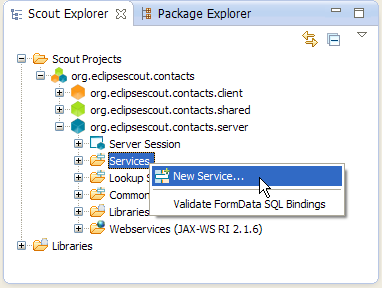 Scout Explorer
Package Explorer
Scout Projects
org.eclipsescout.contacts
org.eclipsescout.contacts.client
org.eclipsescout.contacts.shared
org.eclipsescout.contacts.server
Server Session
Services
Lookup S
New Service...
Common
Validate FormData SQL Bindings
Libraries
Webservices (JAX-WS RI 2.1.6)
Libraries